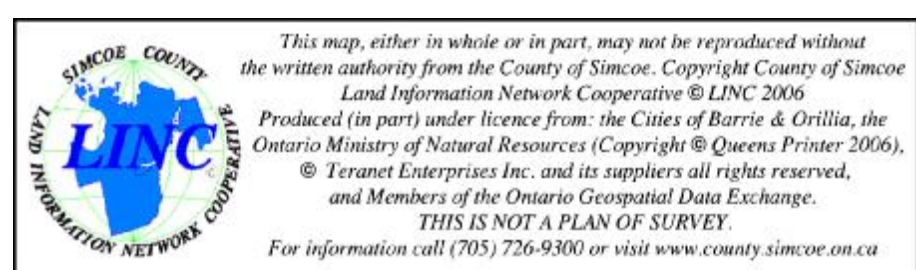 SIMCOE COUNTY
LAND INFORMATION NETWORK COOPERATIVE
LINC
This map, either in whole or in part, may not be reproduced without
the written authority from the County of Simcoe. Copyright County of Simcoe
Land Information Network Cooperative © LINC 2006
Produced (in part) under licence from: the Cities of Barrie & Orillia, the
Ontario Ministry of Natural Resources (Copyright © Queens Printer 2006),
© Teranet Enterprises Inc. and its suppliers all rights reserved,
and Members of the Ontario Geospatial Data Exchange.
THIS IS NOT A PLAN OF SURVEY.
For information call (705) 726-9300 or visit www.county.simcoe.on.ca